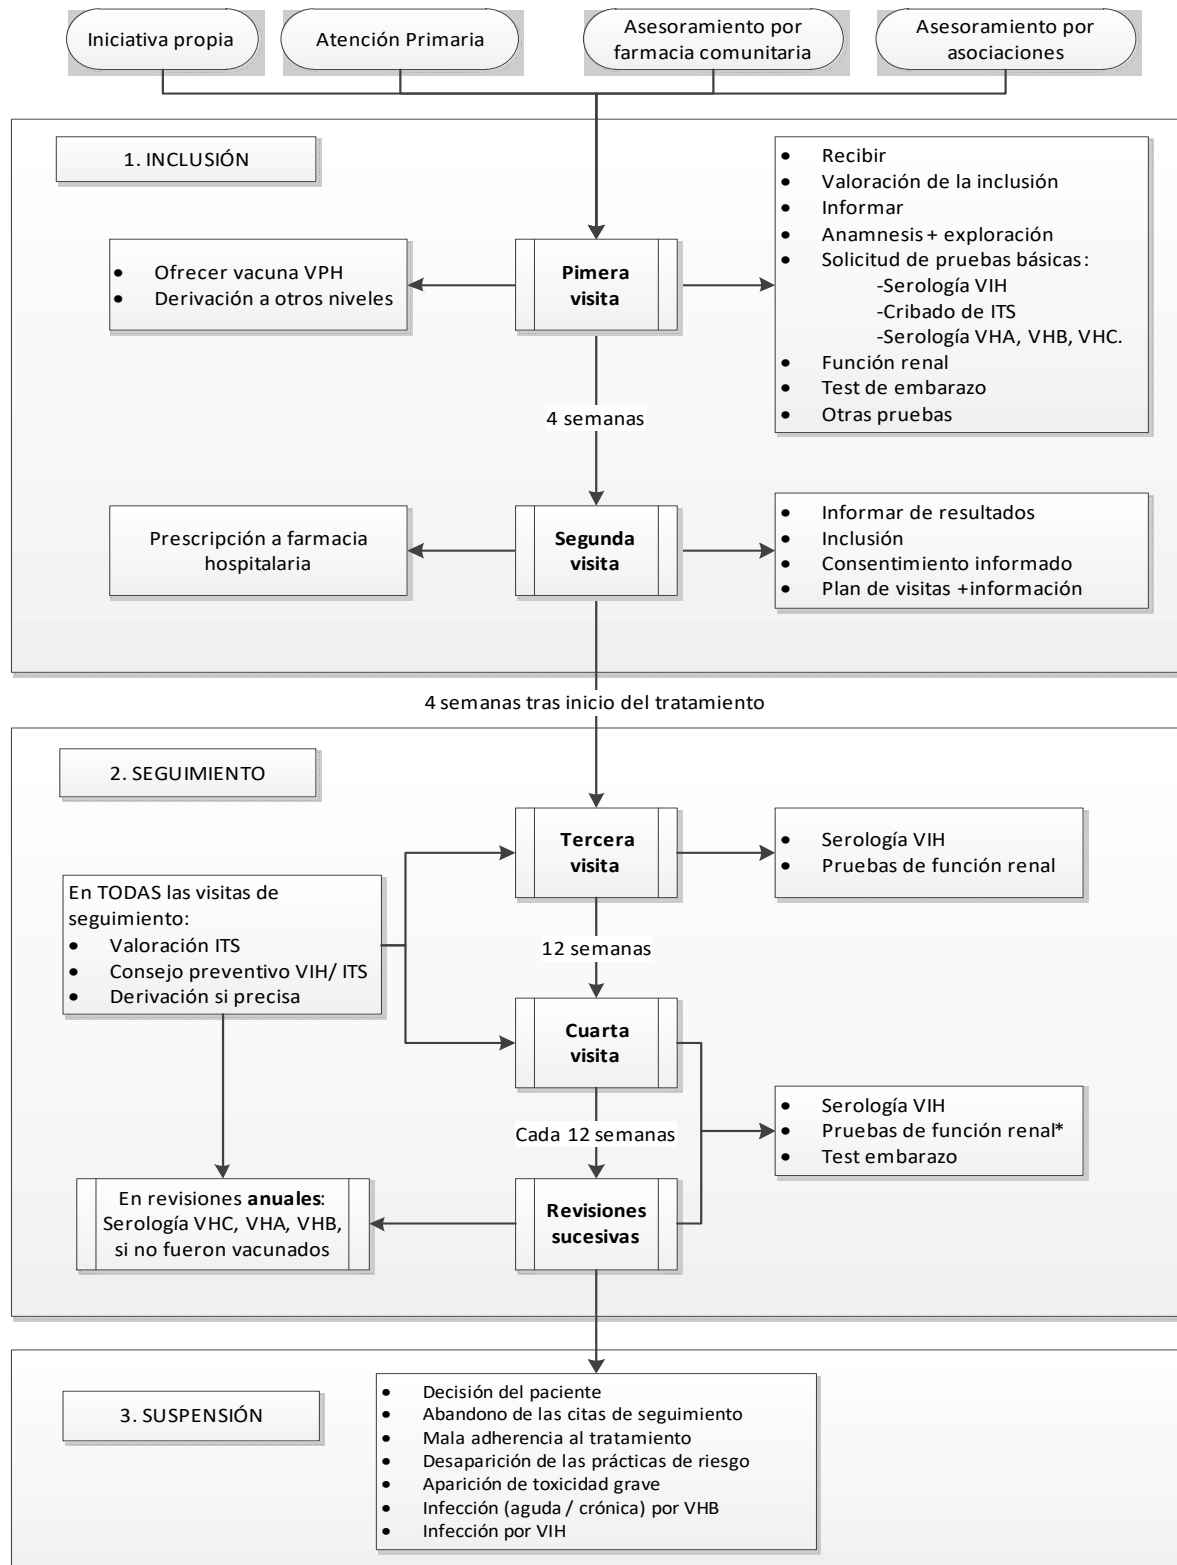 Iniciativa propia
Atención Primaria
Asesoramiento por
farmacia comunitaria
Asesoramiento por
asociaciones
1. INCLUSIÓN
• Recibir
• Valoración de la inclusión
• Informar
• Anamnesis + exploración
• Solicitud de pruebas básicas:
-Serología VIH
-Cribado de ITS
-Serología VHA, VHB, VHC.
• Función renal
• Test de embarazo
• Otras pruebas
• Ofrecer vacuna VPH
• Derivación a otros niveles
Pimera
visita
4 semanas
Prescripción a farmacia
hospitalaria
Segunda
visita
• Informar de resultados
• Inclusión
• Consentimiento informado
• Plan de visitas +información
4 semanas tras inicio del tratamiento
2. SEGUIMIENTO
Tercera
visita
• Serología VIH
• Pruebas de función renal
En TODAS las visitas de
seguimiento:
• Valoración ITS
• Consejo preventivo VIH/ ITS
• Derivación si precisa
12 semanas
Cuarta
visita
Cada 12 semanas
• Serología VIH
• Pruebas de función renal*
• Test embarazo
En revisiones anuales:
Serología VHC, VHA, VHB,
si no fueron vacunados
Revisiones
sucesivas
3. SUSPENSIÓN
• Decisión del paciente
• Abandono de las citas de seguimiento
• Mala adherencia al tratamiento
• Desaparición de las prácticas de riesgo
• Aparición de toxicidad grave
• Infección (aguda / crónica) por VHB
• Infección por VIH